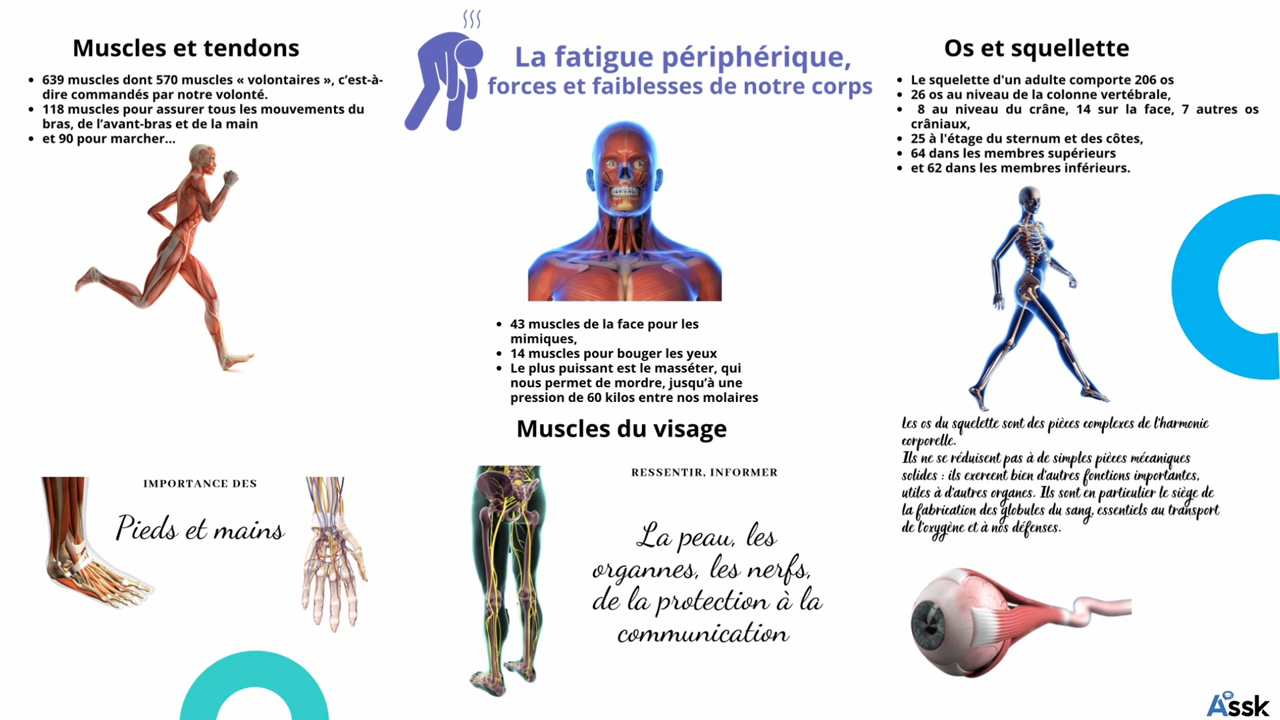 Muscles et tendons
639 muscles dont 570 muscles « volontaires », c’est-à-
dire commandés par notre volonté.
118 muscles pour assurer tous les mouvements du
bras, de l’avant-bras et de la main
et 90 pour marcher...
La fatigue périphérique,
forces et faiblesses de notre corps
Os et squellette
Le squelette d'un adulte comporte 206 os
26 os au niveau de la colonne vertébrale,
8 au niveau du crâne, 14 sur la face, 7 autres os
crâniaux,
25 à l'étage du sternum et des côtes,
64 dans les membres supérieurs
et 62 dans les membres inférieurs.
43 muscles de la face pour les
mimiques,
14 muscles pour bouger les yeux
Le plus puissant est le masséter, qui
nous permet de mordre, jusqu’à une
pression de 60 kilos entre nos molaires
Muscles du visage
Les os du squelette sont des pièces complexes de l'harmonie
corporelle.
Ils ne se réduisent pas à de simples pièces mécaniques
solides : ils exercent bien d'autres fonctions importantes,
utiles à d'autres organes. Ils sont en particulier le siège de
la fabrication des globules du sang, essentiels au transport
de l'oxygène et à nos défenses.
IMPORTANCE DES
Pieds et mains
RESSENTIR, INFORMER
La peau, les
organnes, les nerfs,
de la protection à la
communication
Assk